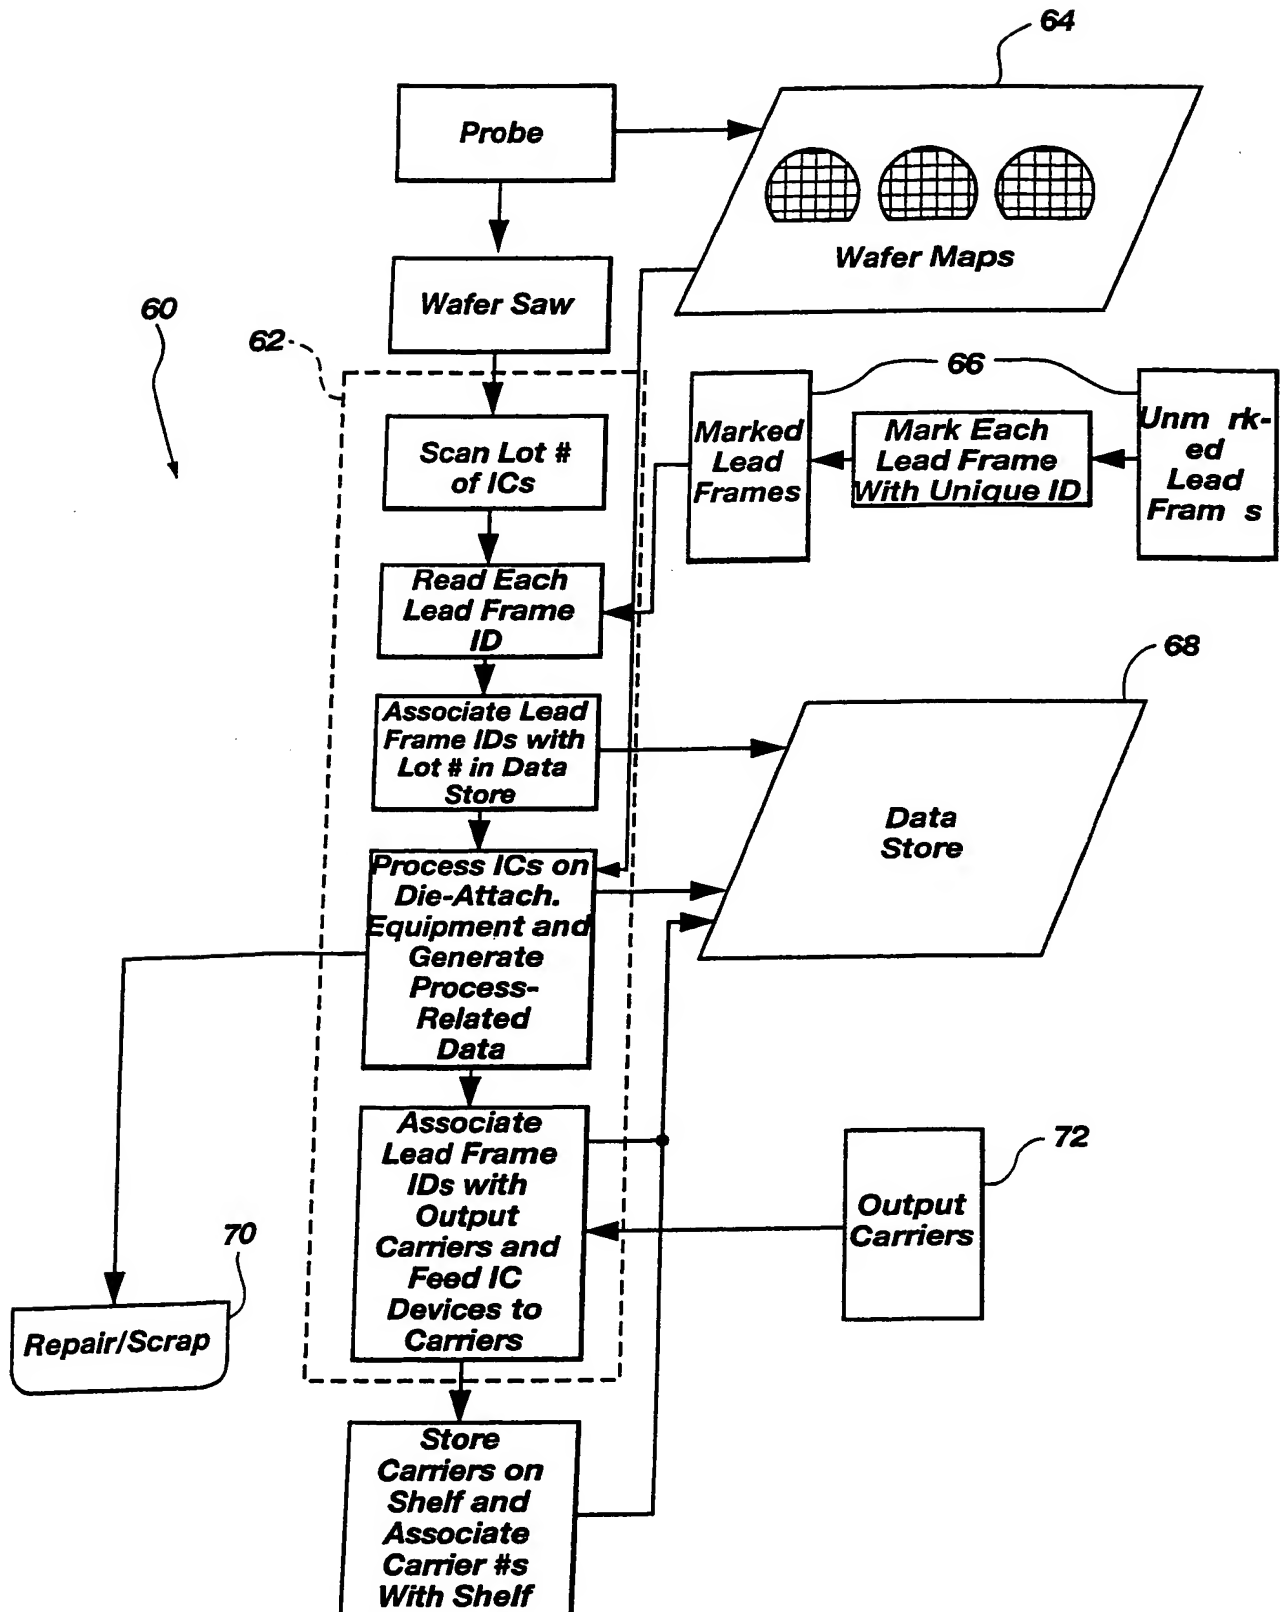 64
Probe
Wafer Maps
Wafer Saw
60
62
66
Scan Lot #
of ICs
Marked
Lead
Frames
Mark Each
Lead Frame
With Unique ID
Unm rk-
ed
Lead
Fram s
Read Each
Lead Frame
ID
68
Associate Lead
Frame IDs with
Lot # in Data
Store
Data
Store
Process ICs on
Die-Attach.
Equipment and
Generate
Process-
Related
Data
Associate
Lead Frame
IDs with
Output
Carriers and
Feed IC
Devices to
Carriers
72
Output
Carriers
70
Repair/Scrap
Store
Carriers on
Shelf and
Associate
Carrier #s
With Shelf